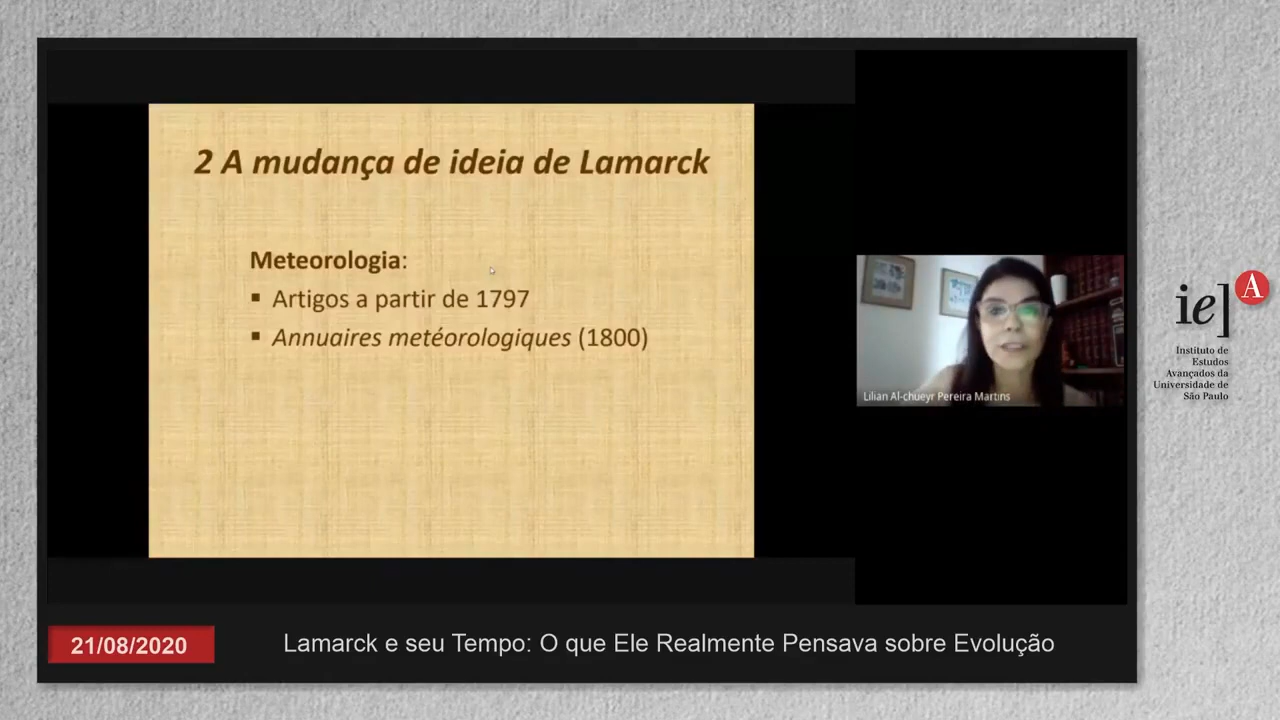 2 A mudança de ideia de Lamarck
Meteorologia:
▪ Artigos a partir de 1797
▪ Annuaires metéorologiques (1800)
Lilian Al-chueyr Pereira Martins
iea
Instituto de
Estudos
Avançados da
Universidade de
São Paulo
21/08/2020
Lamarck e seu Tempo: O que Ele Realmente Pensava sobre Evolução